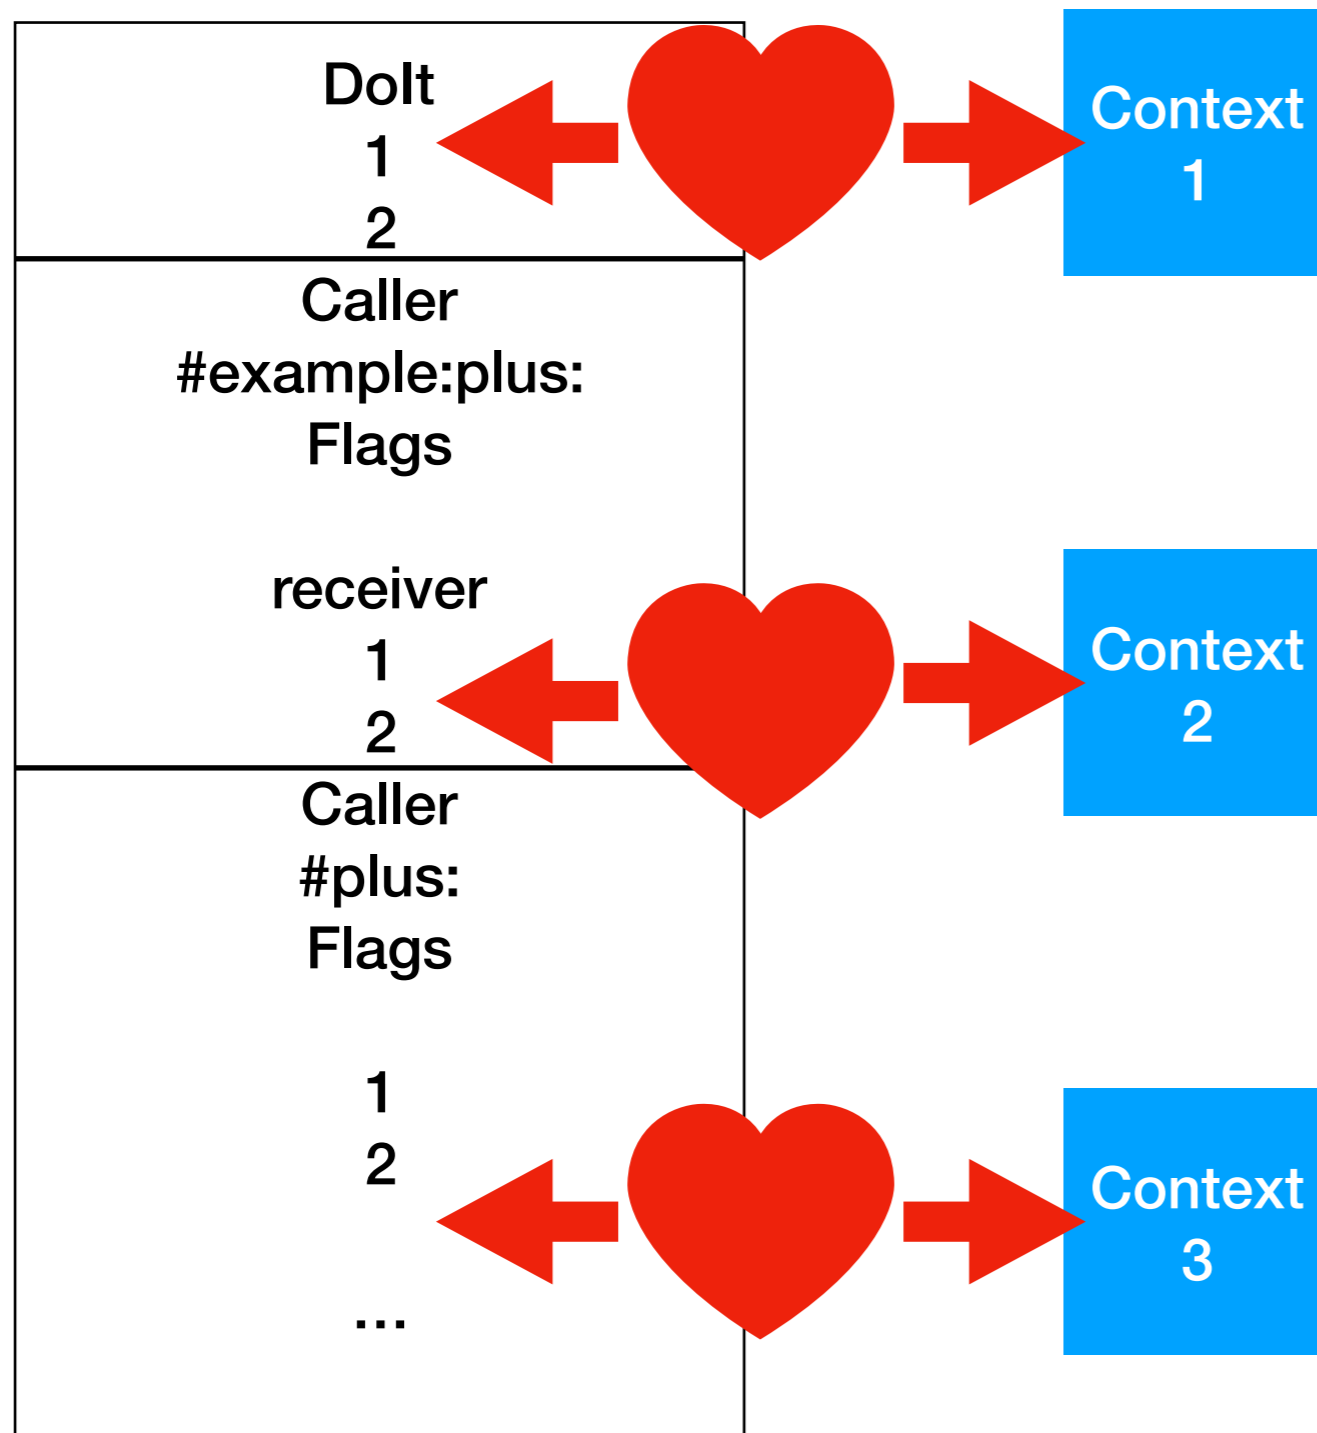 DoIt
1
2
Context
1
Caller
#example:plus:
Flags
receiver
1
2
Context
2
Caller
#plus:
Flags
1
2
...
Context
3